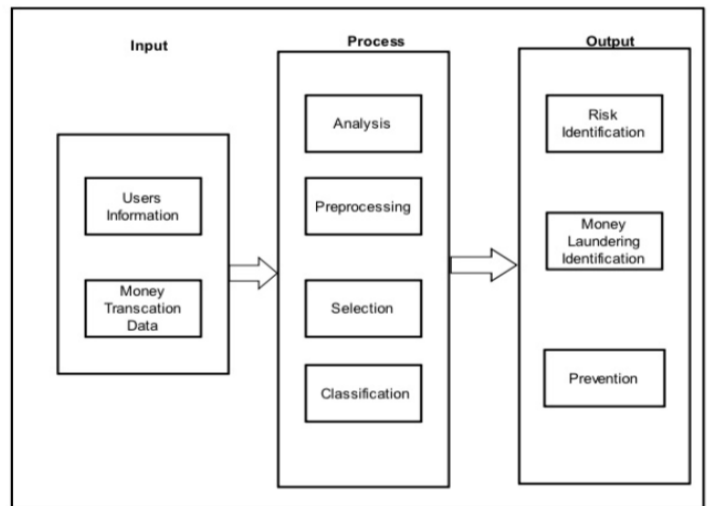 Input
Users
Information
Money
Transcation
Data
Process
Analysis
Preprocessing
Selection
Classification
Output
Risk
Identification
Money
Laundering
Identification
Prevention